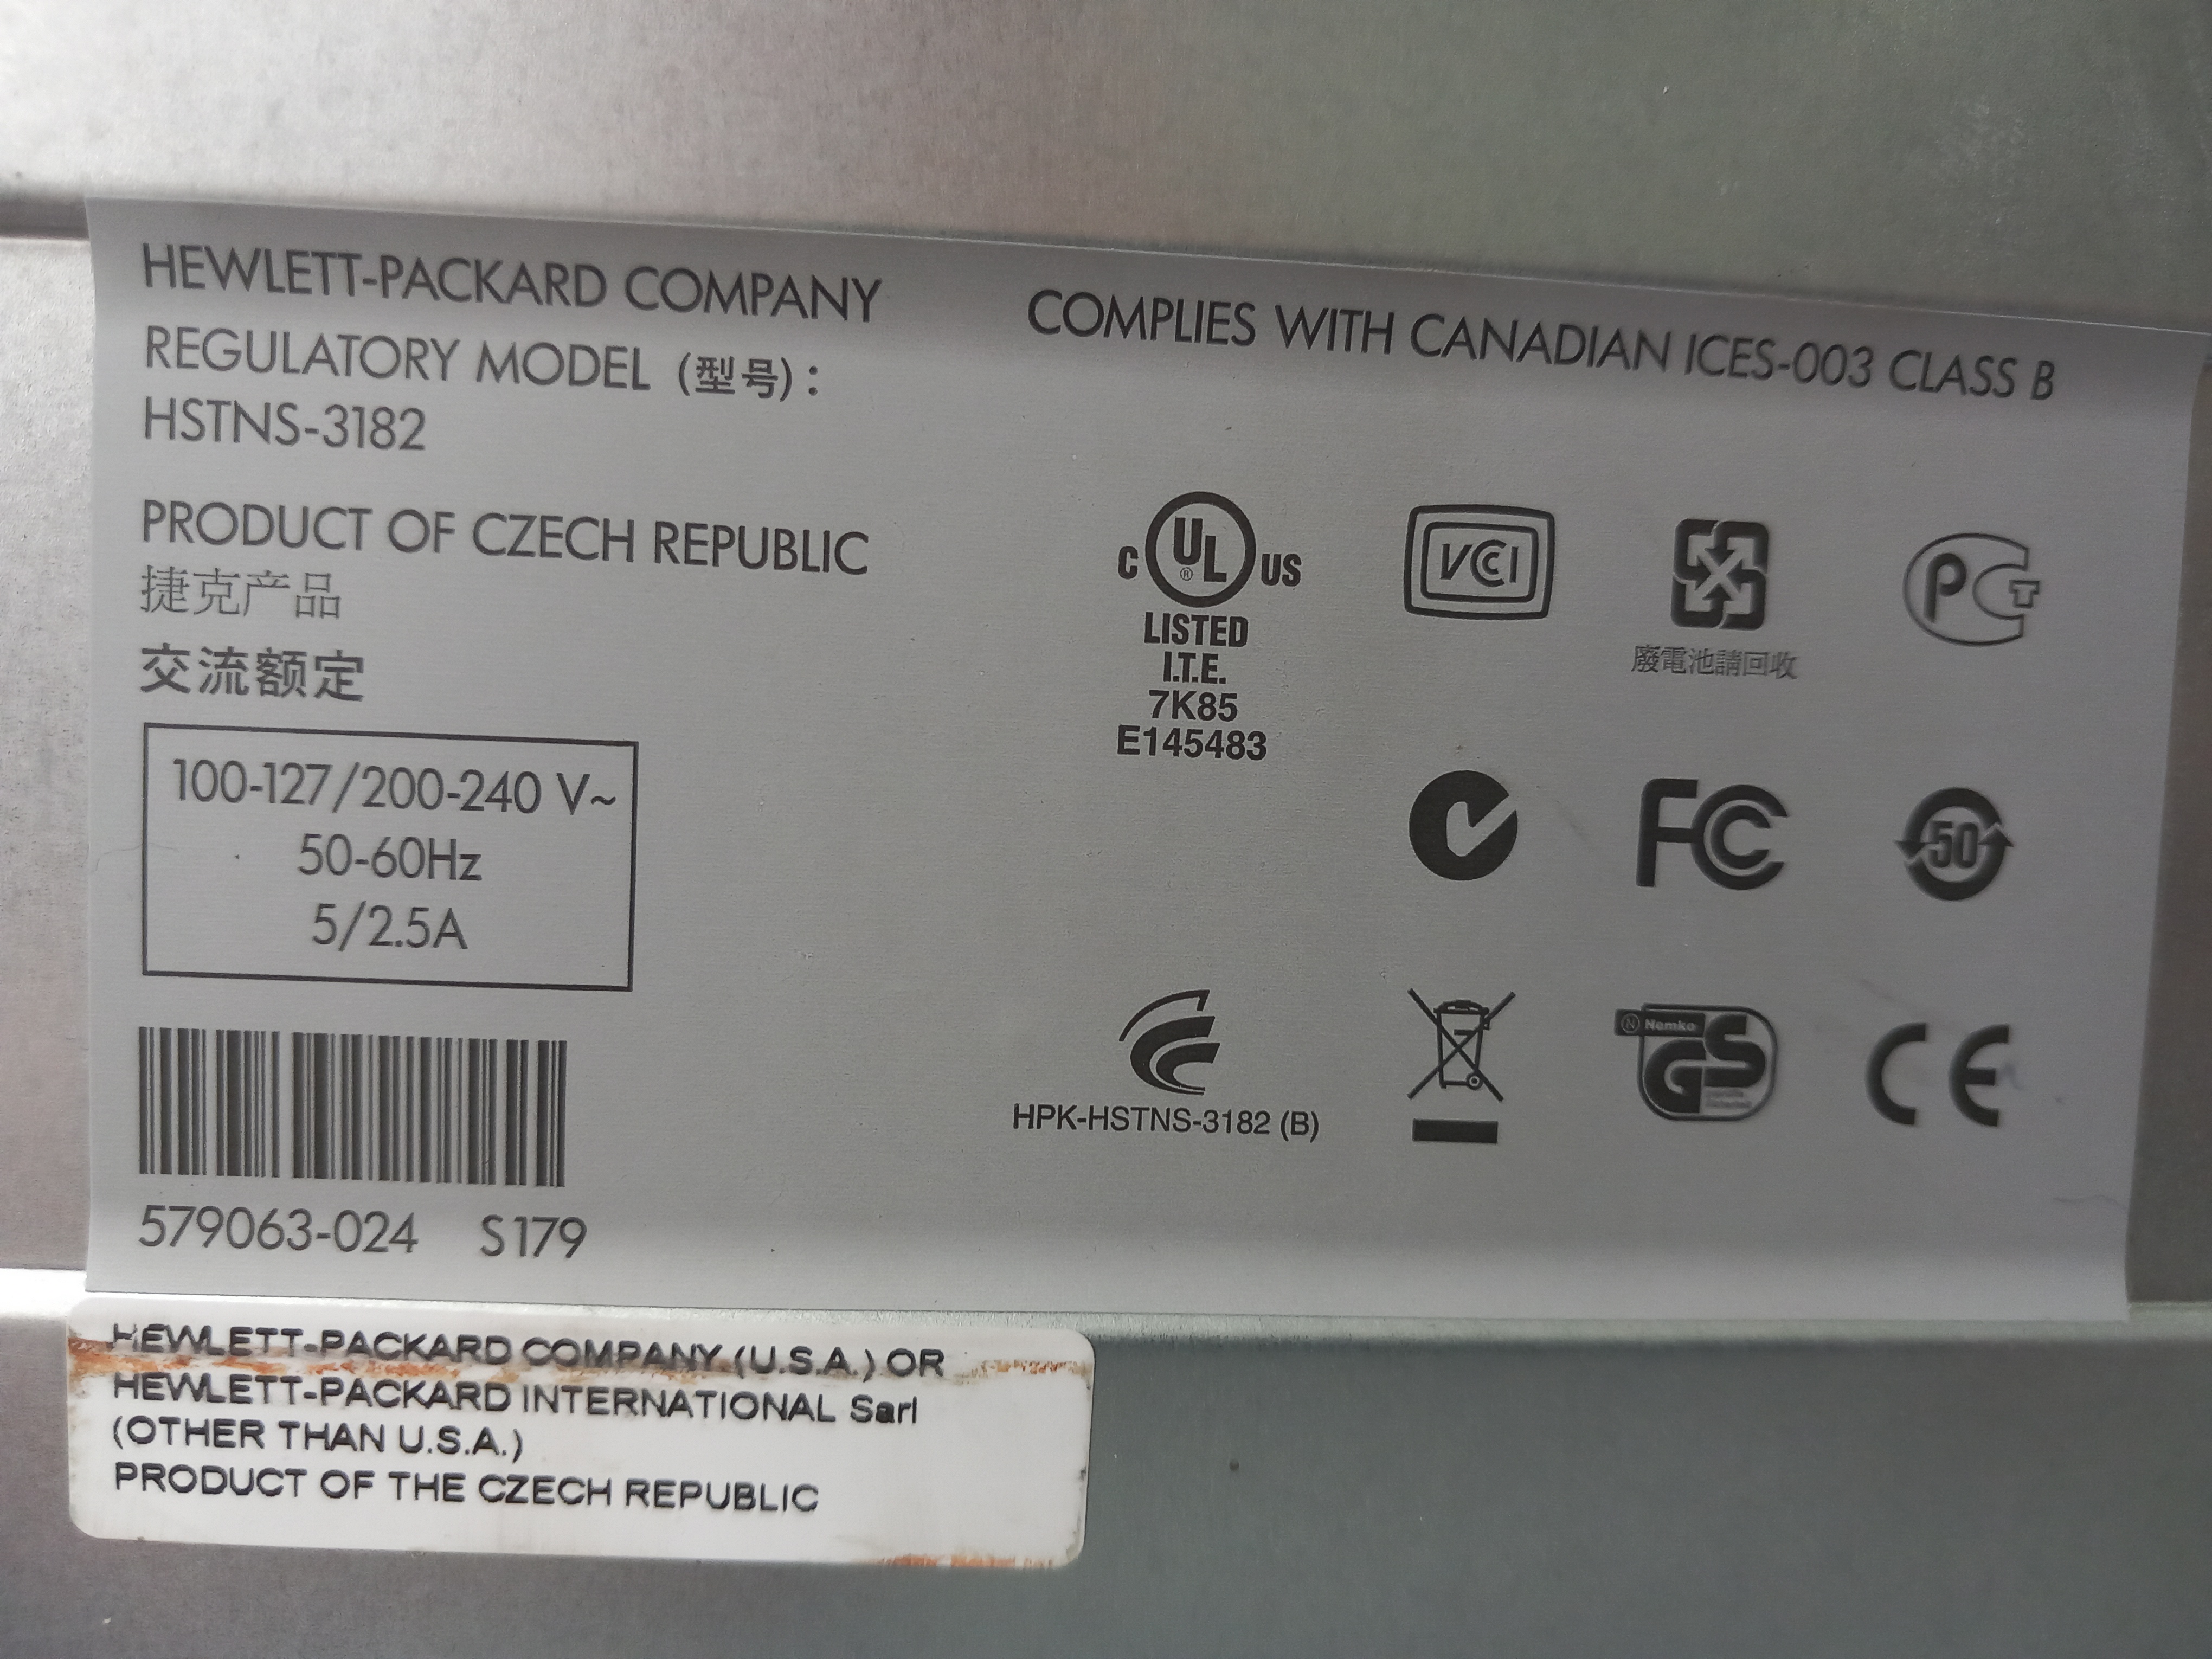 HEWLETT-PACKARD COMPANY
REGULATORY MODEL (型号):
HSTNS-3182
PRODUCT OF CZECH REPUBLIC
捷克产品
交流额定
100-127/200-240 V~
50-60Hz
5/2.5A
579063-024 S179
COMPLIES WITH CANADIAN ICES-003 CLASS B
C UL ® US
LISTED
I.T.E.
7K85
E145483
VCCI
廢電池請回收
PCT
FC
50
HPK-HSTNS-3182 (B)
N Nemko
GS
CE
HEWLETT-PACKARD COMPANY (U.S.A.) OR
HEWLETT-PACKARD INTERNATIONAL Sarl
(OTHER THAN U.S.A.)
PRODUCT OF THE CZECH REPUBLIC